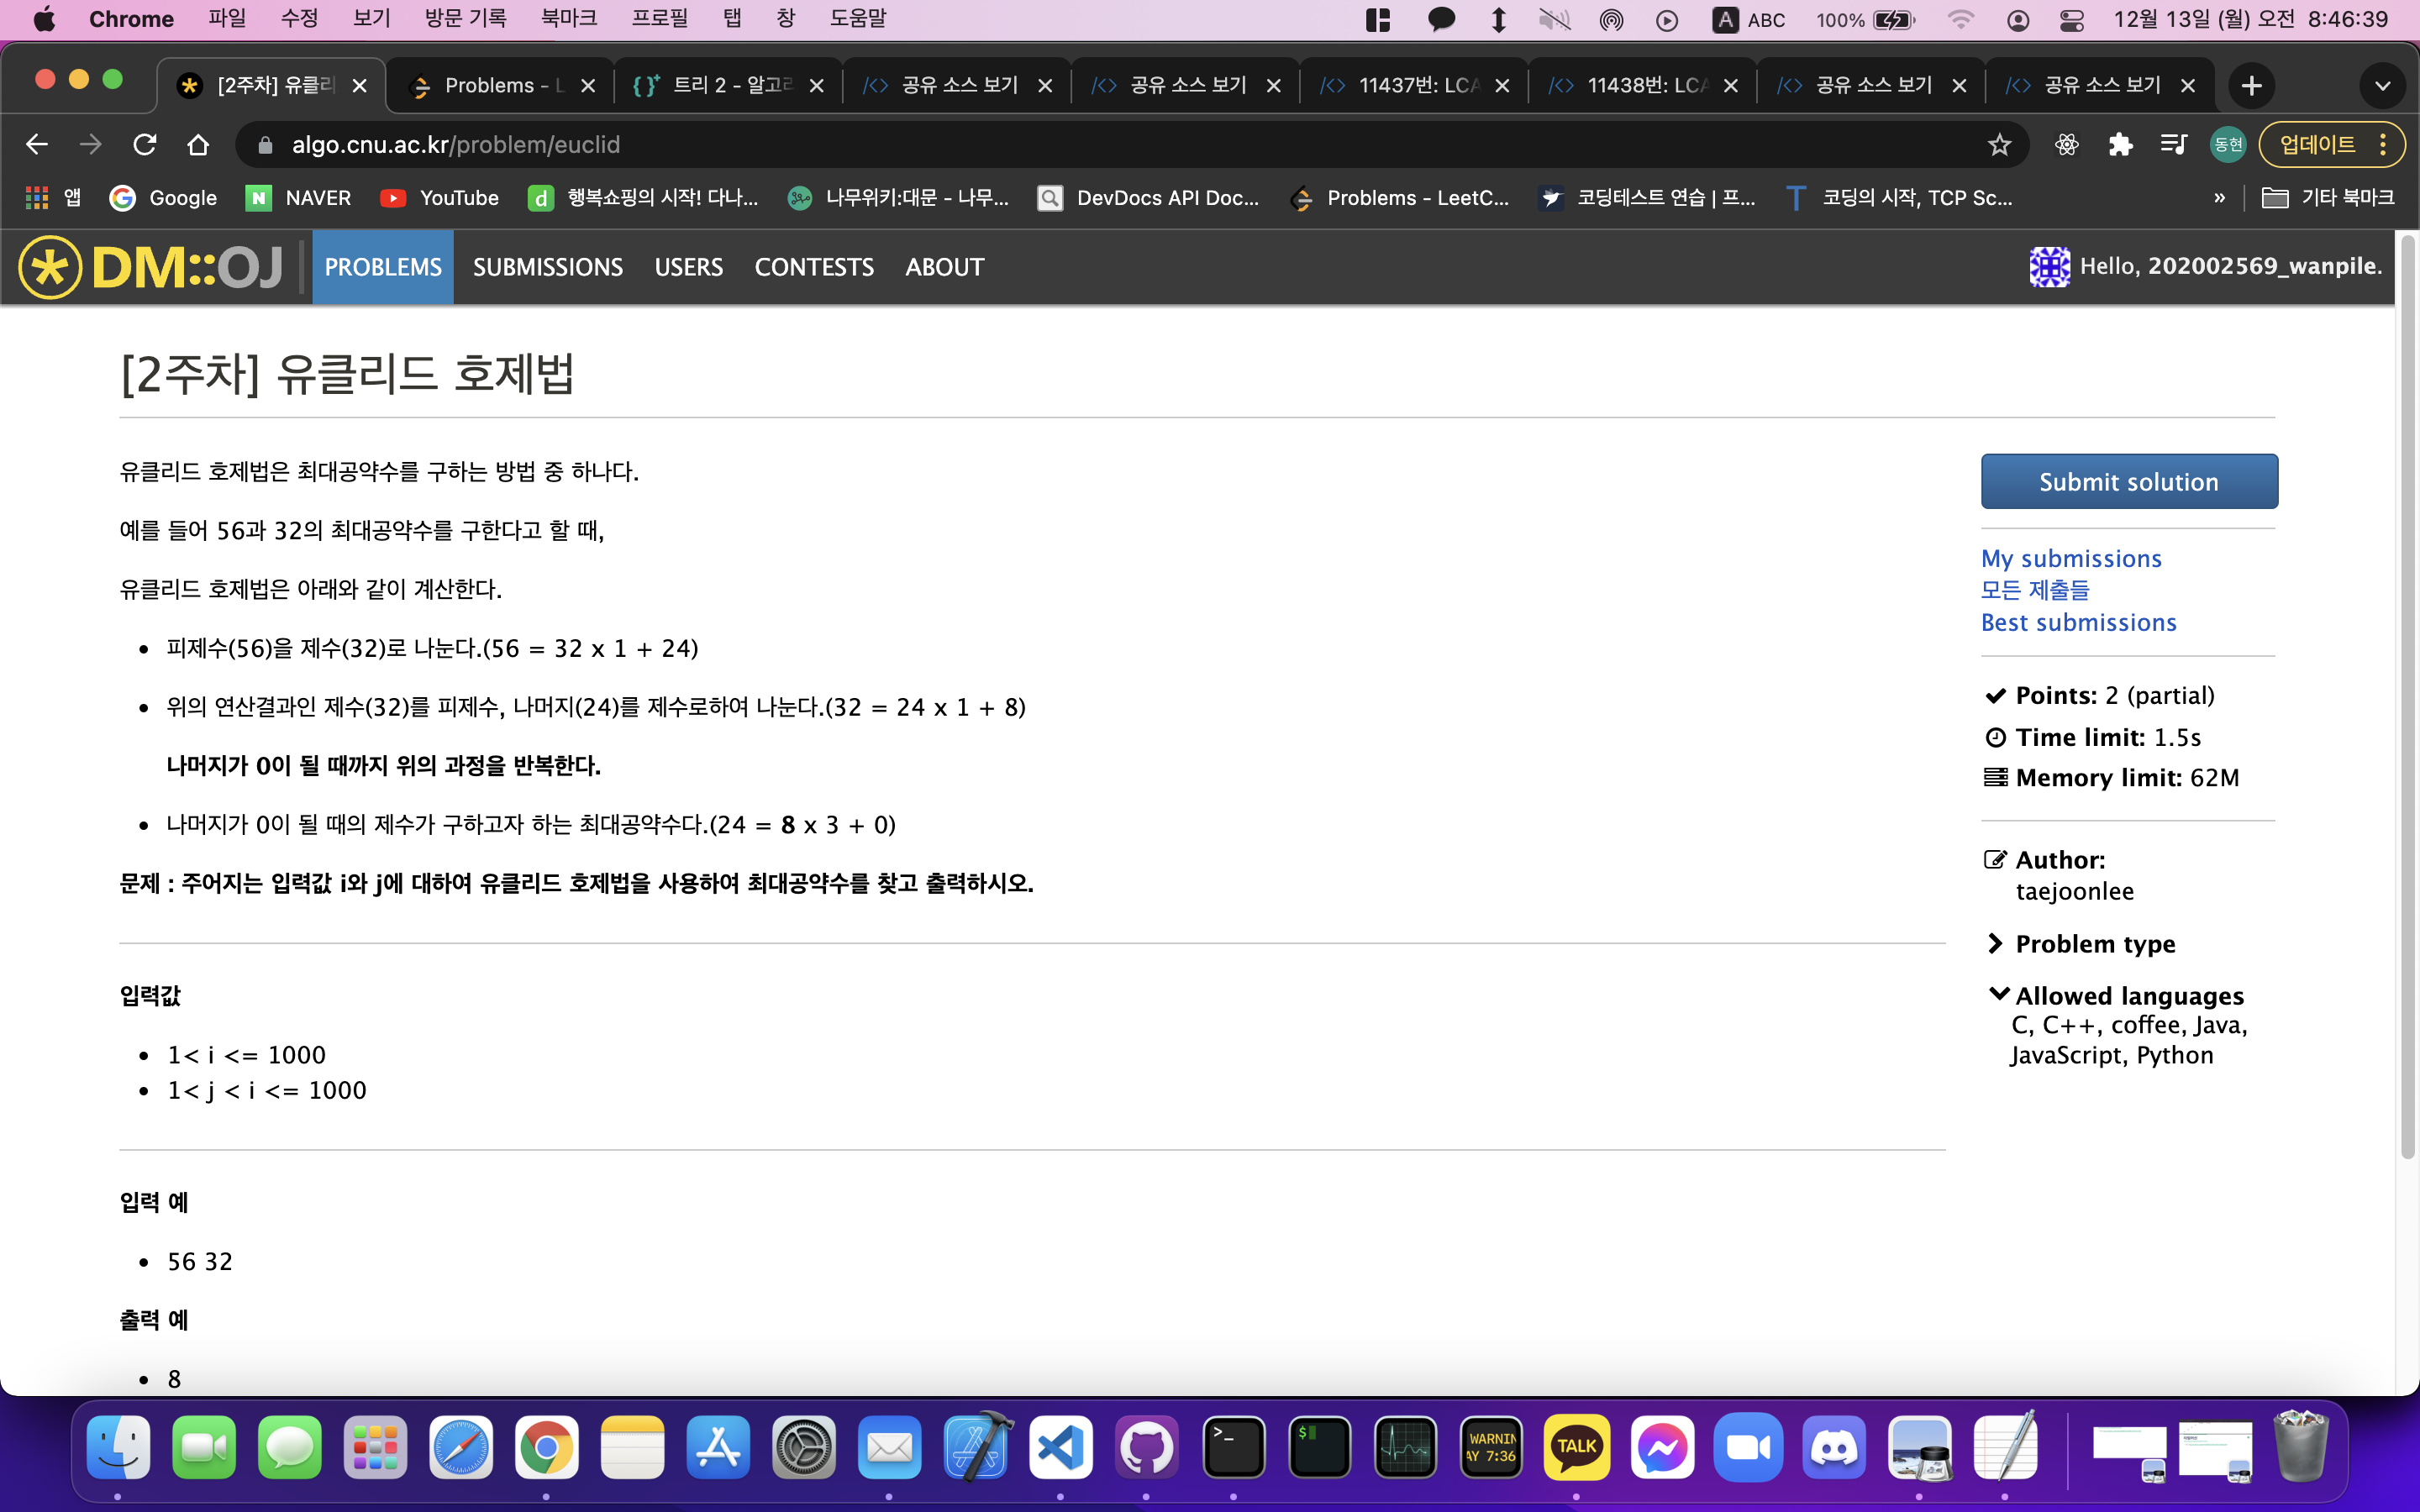 Chrome 파일 수정 보기 방문 기록 북마크 프로필 탭 창 도움말 A ABC 100% 12월 13일 (월) 오전 8:46:39
[2주차] 유클리 Problems - L 트리 2 - 알고리 공유 소스 보기 공유 소스 보기 11437번: LCA 11438번: LCA 공유 소스 보기 공유 소스 보기
algo.cnu.ac.kr/problem/euclid 동현 업데이트
앱 Google NAVER YouTube 행복쇼핑의 시작! 다나... 나무위키:대문 - 나무... DevDocs API Doc... Problems - LeetC... 코딩테스트 연습 | 프... 코딩의 시작, TCP Sc... » 기타 북마크
DM::OJ PROBLEMS SUBMISSIONS USERS CONTESTS ABOUT Hello, 202002569_wanpile.
[2주차] 유클리드 호제법
유클리드 호제법은 최대공약수를 구하는 방법 중 하나다.
예를 들어 56과 32의 최대공약수를 구한다고 할 때,
유클리드 호제법은 아래와 같이 계산한다.
• 피제수(56)을 제수(32)로 나눈다.(56 = 32 x 1 + 24)
• 위의 연산결과인 제수(32)를 피제수, 나머지(24)를 제수로하여 나눈다.(32 = 24 x 1 + 8)
나머지가 0이 될 때까지 위의 과정을 반복한다.
• 나머지가 0이 될 때의 제수가 구하고자 하는 최대공약수다.(24 = 8 x 3 + 0)
문제 : 주어지는 입력값 i와 j에 대하여 유클리드 호제법을 사용하여 최대공약수를 찾고 출력하시오.
입력값
• 1< i <= 1000
• 1< j < i <= 1000
입력 예
• 56 32
출력 예
• 8
Submit solution
My submissions
모든 제출들
Best submissions
Points: 2 (partial)
Time limit: 1.5s
Memory limit: 62M
Author:
taejoonlee
Problem type
Allowed languages
C, C++, coffee, Java,
JavaScript, Python
WARNIN
AY 7:36
TALK